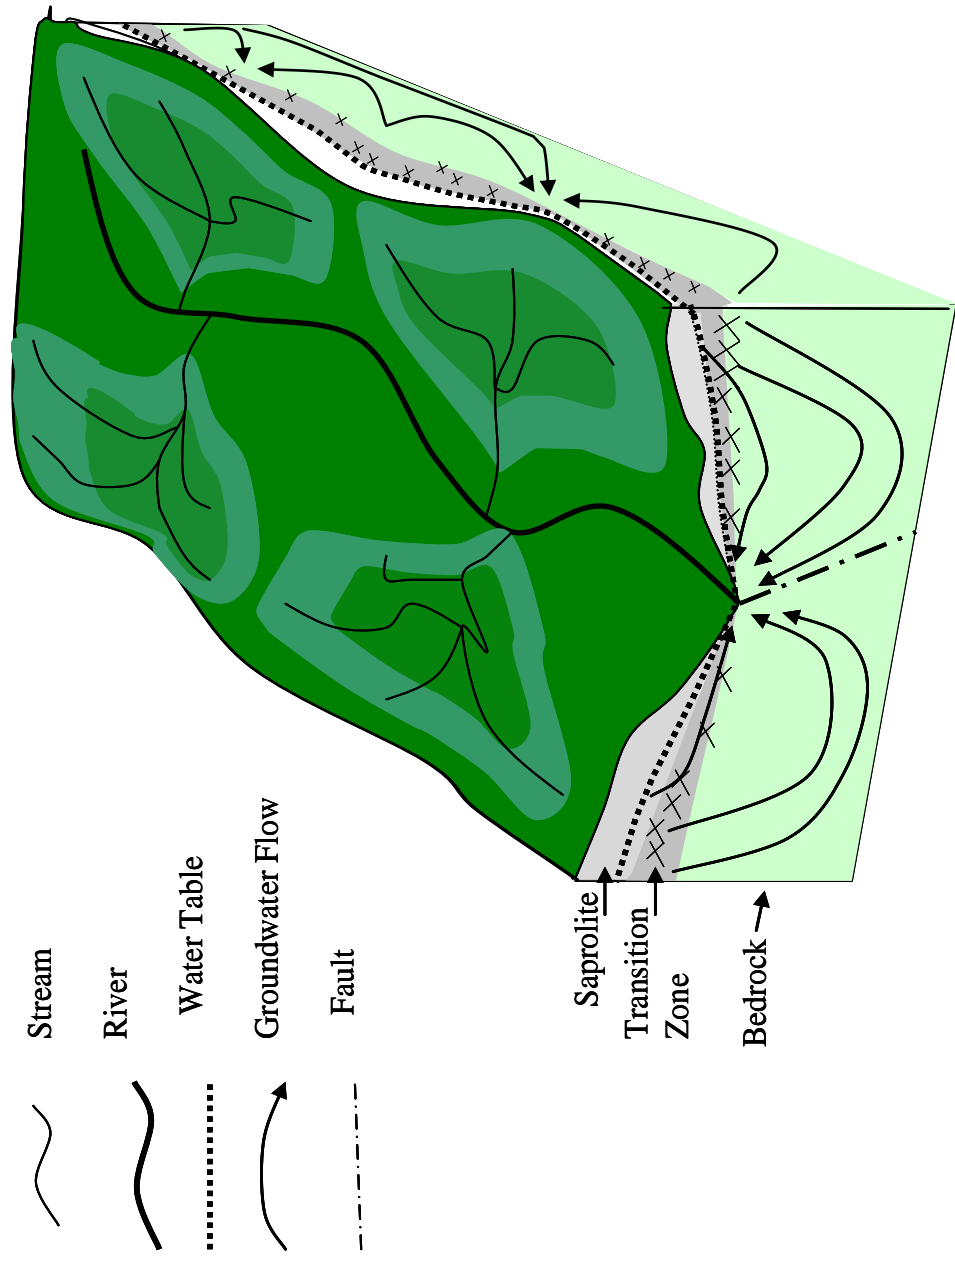 Stream
River
Water Table
Groundwater Flow
Fault
Saprolite
Transition
Zone
Bedrock